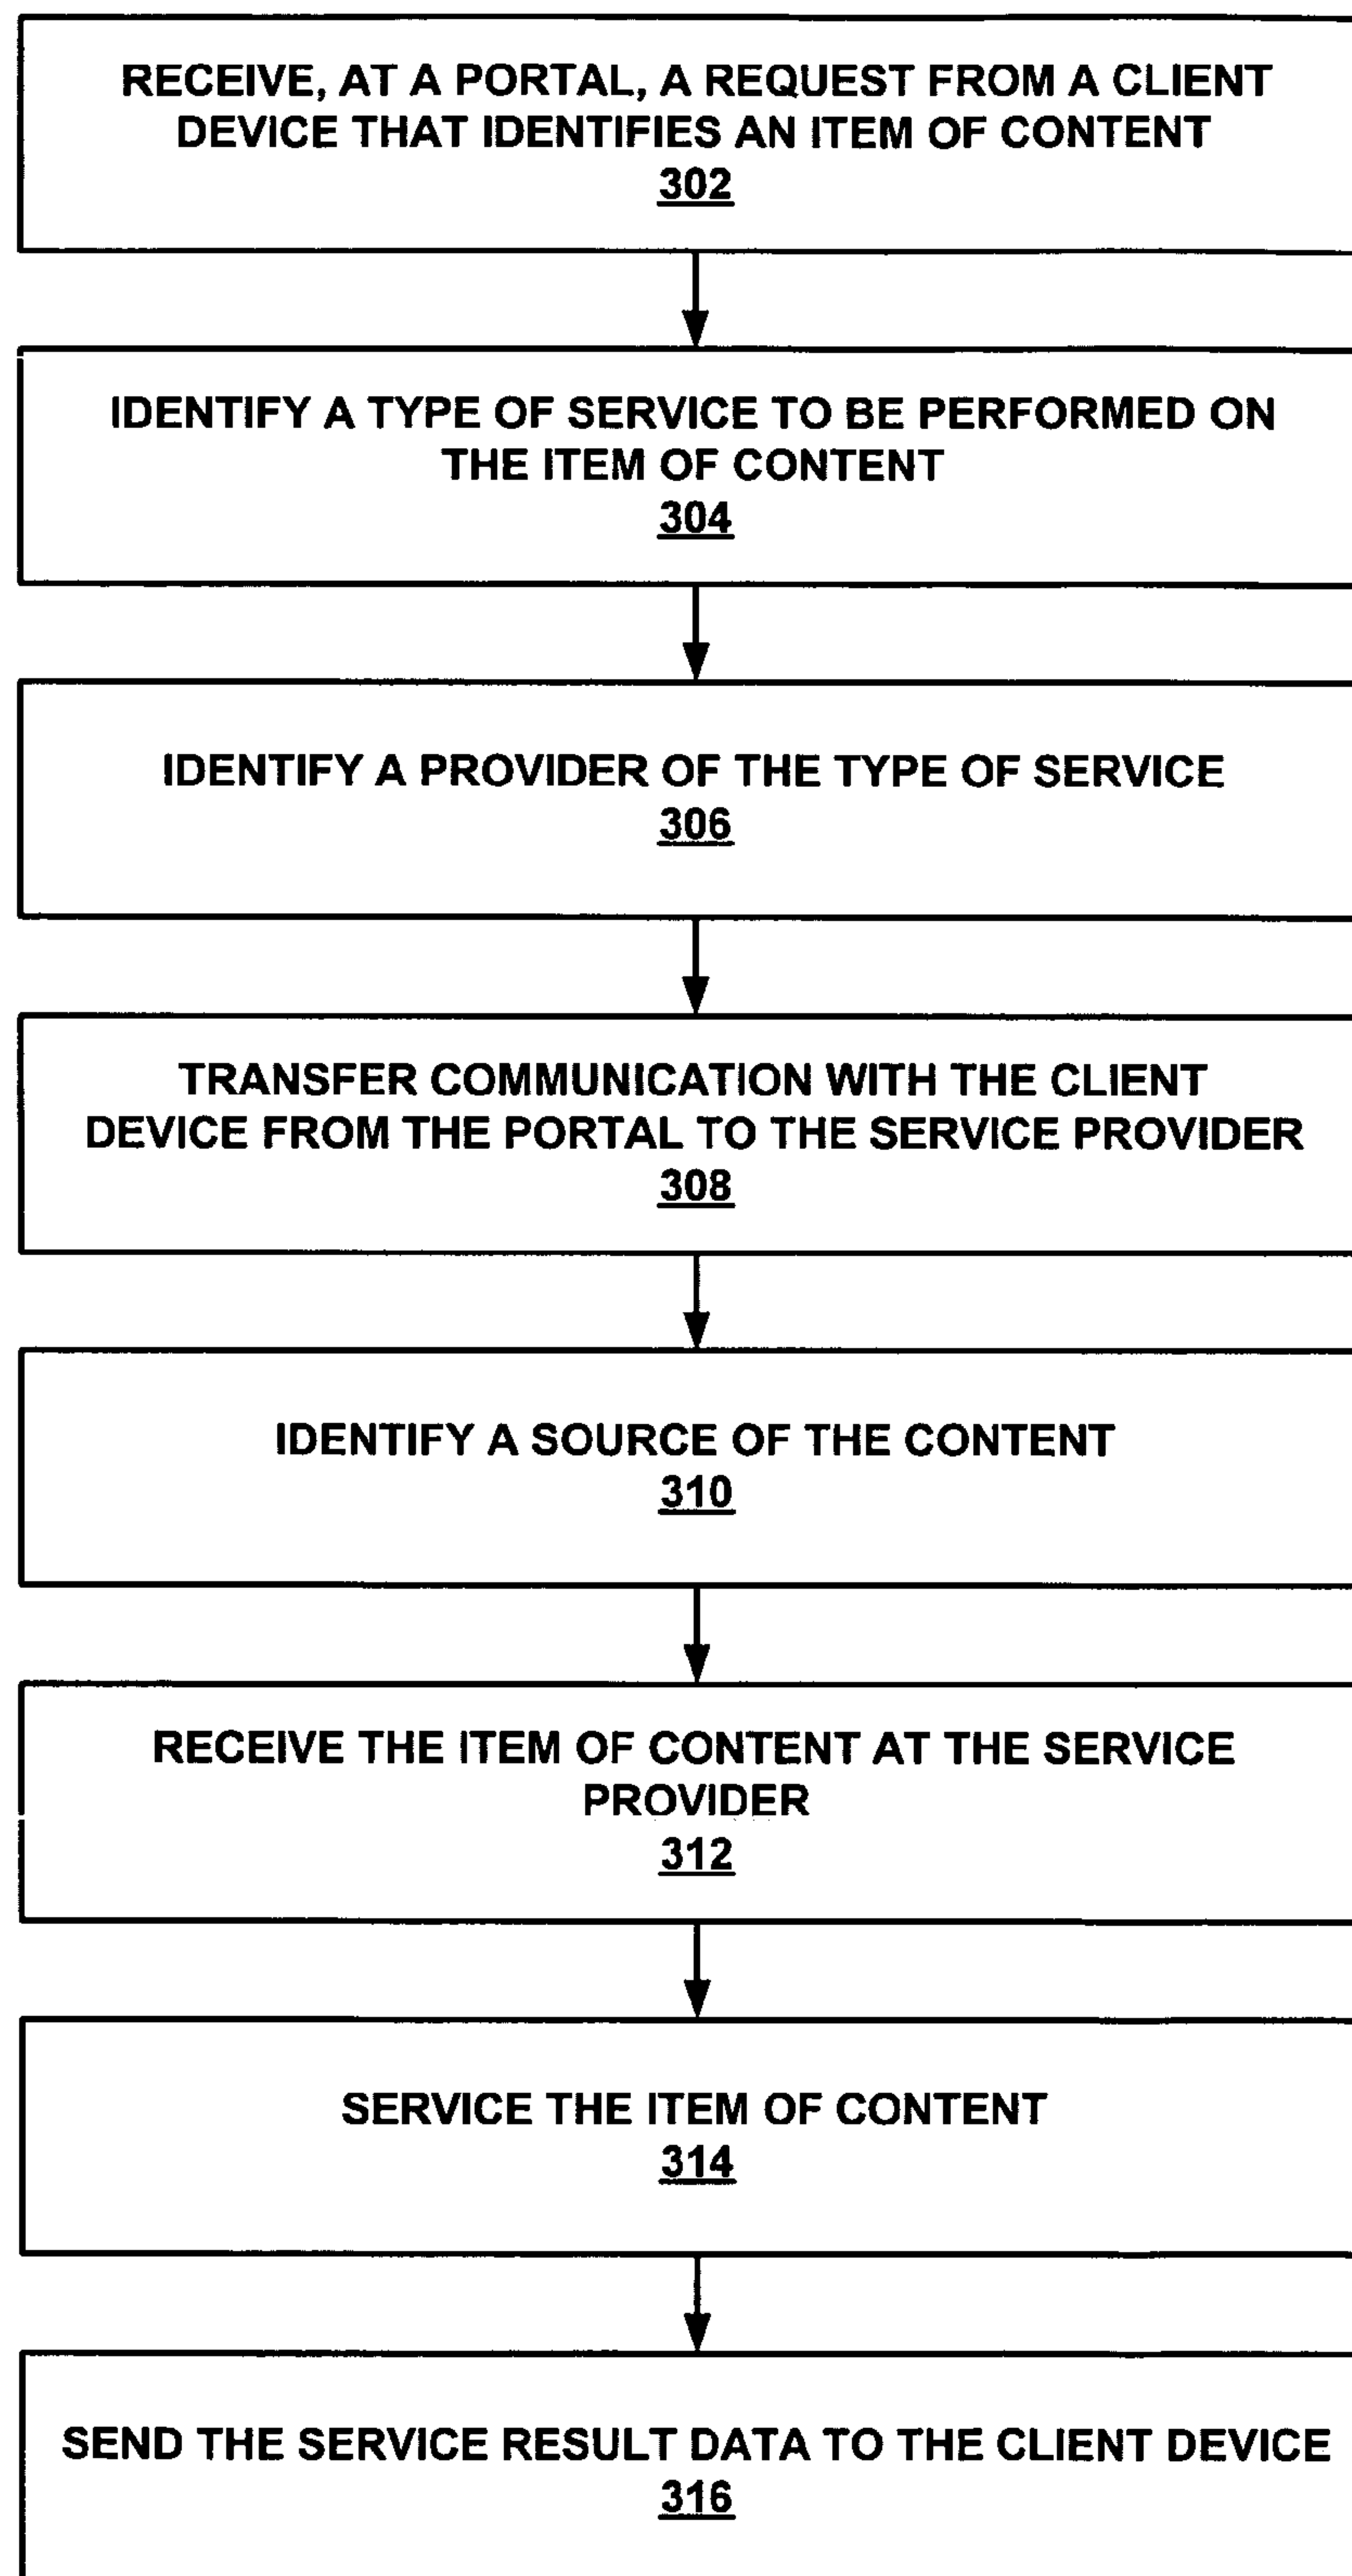 RECEIVE, AT A PORTAL, A REQUEST FROM A CLIENT
DEVICE THAT IDENTIFIES AN ITEM OF CONTENT
302
IDENTIFY A TYPE OF SERVICE TO BE PERFORMED ON
THE ITEM OF CONTENT
304
IDENTIFY A PROVIDER OF THE TYPE OF SERVICE
306
TRANSFER COMMUNICATION WITH THE CLIENT
DEVICE FROM THE PORTAL TO THE SERVICE PROVIDER
308
IDENTIFY A SOURCE OF THE CONTENT
310
RECEIVE THE ITEM OF CONTENT AT THE SERVICE
PROVIDER
312
SERVICE THE ITEM OF CONTENT
314
SEND THE SERVICE RESULT DATA TO THE CLIENT DEVICE
316